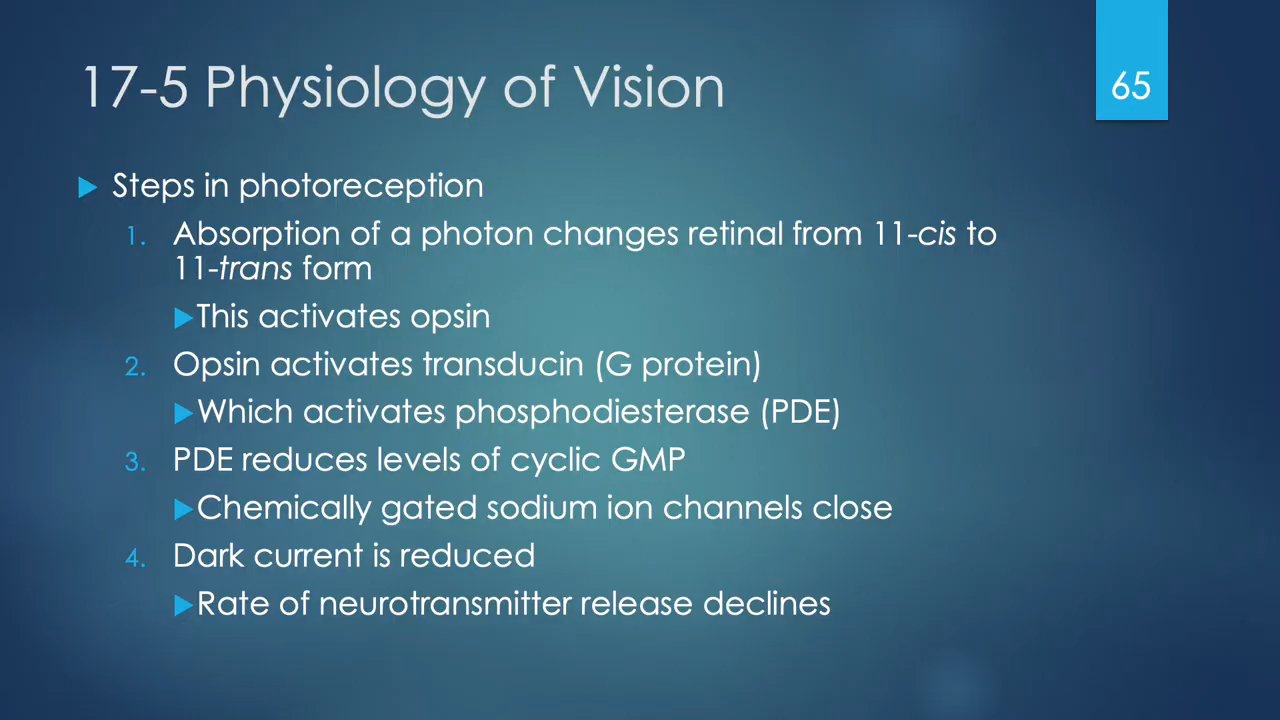 17-5 Physiology of Vision
65
Steps in photoreception
1. Absorption of a photon changes retinal from 11-cis to
11-trans form
This activates opsin
2. Opsin activates transducin (G protein)
Which activates phosphodiesterase (PDE)
3. PDE reduces levels of cyclic GMP
Chemically gated sodium ion channels close
4. Dark current is reduced
Rate of neurotransmitter release declines